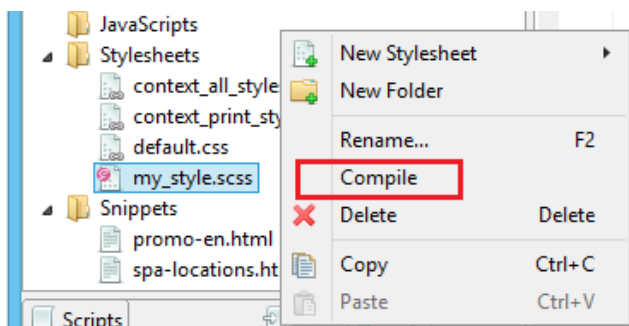 JavaScripts
Stylesheets
context_all_style
context_print_sty
default.css
my_style.scss
Snippets
promo-en.html
spa-locations.ht
Scripts
New Stylesheet
New Folder
Rename... F2
Compile
Delete Delete
Copy Ctrl+C
Paste Ctrl+V